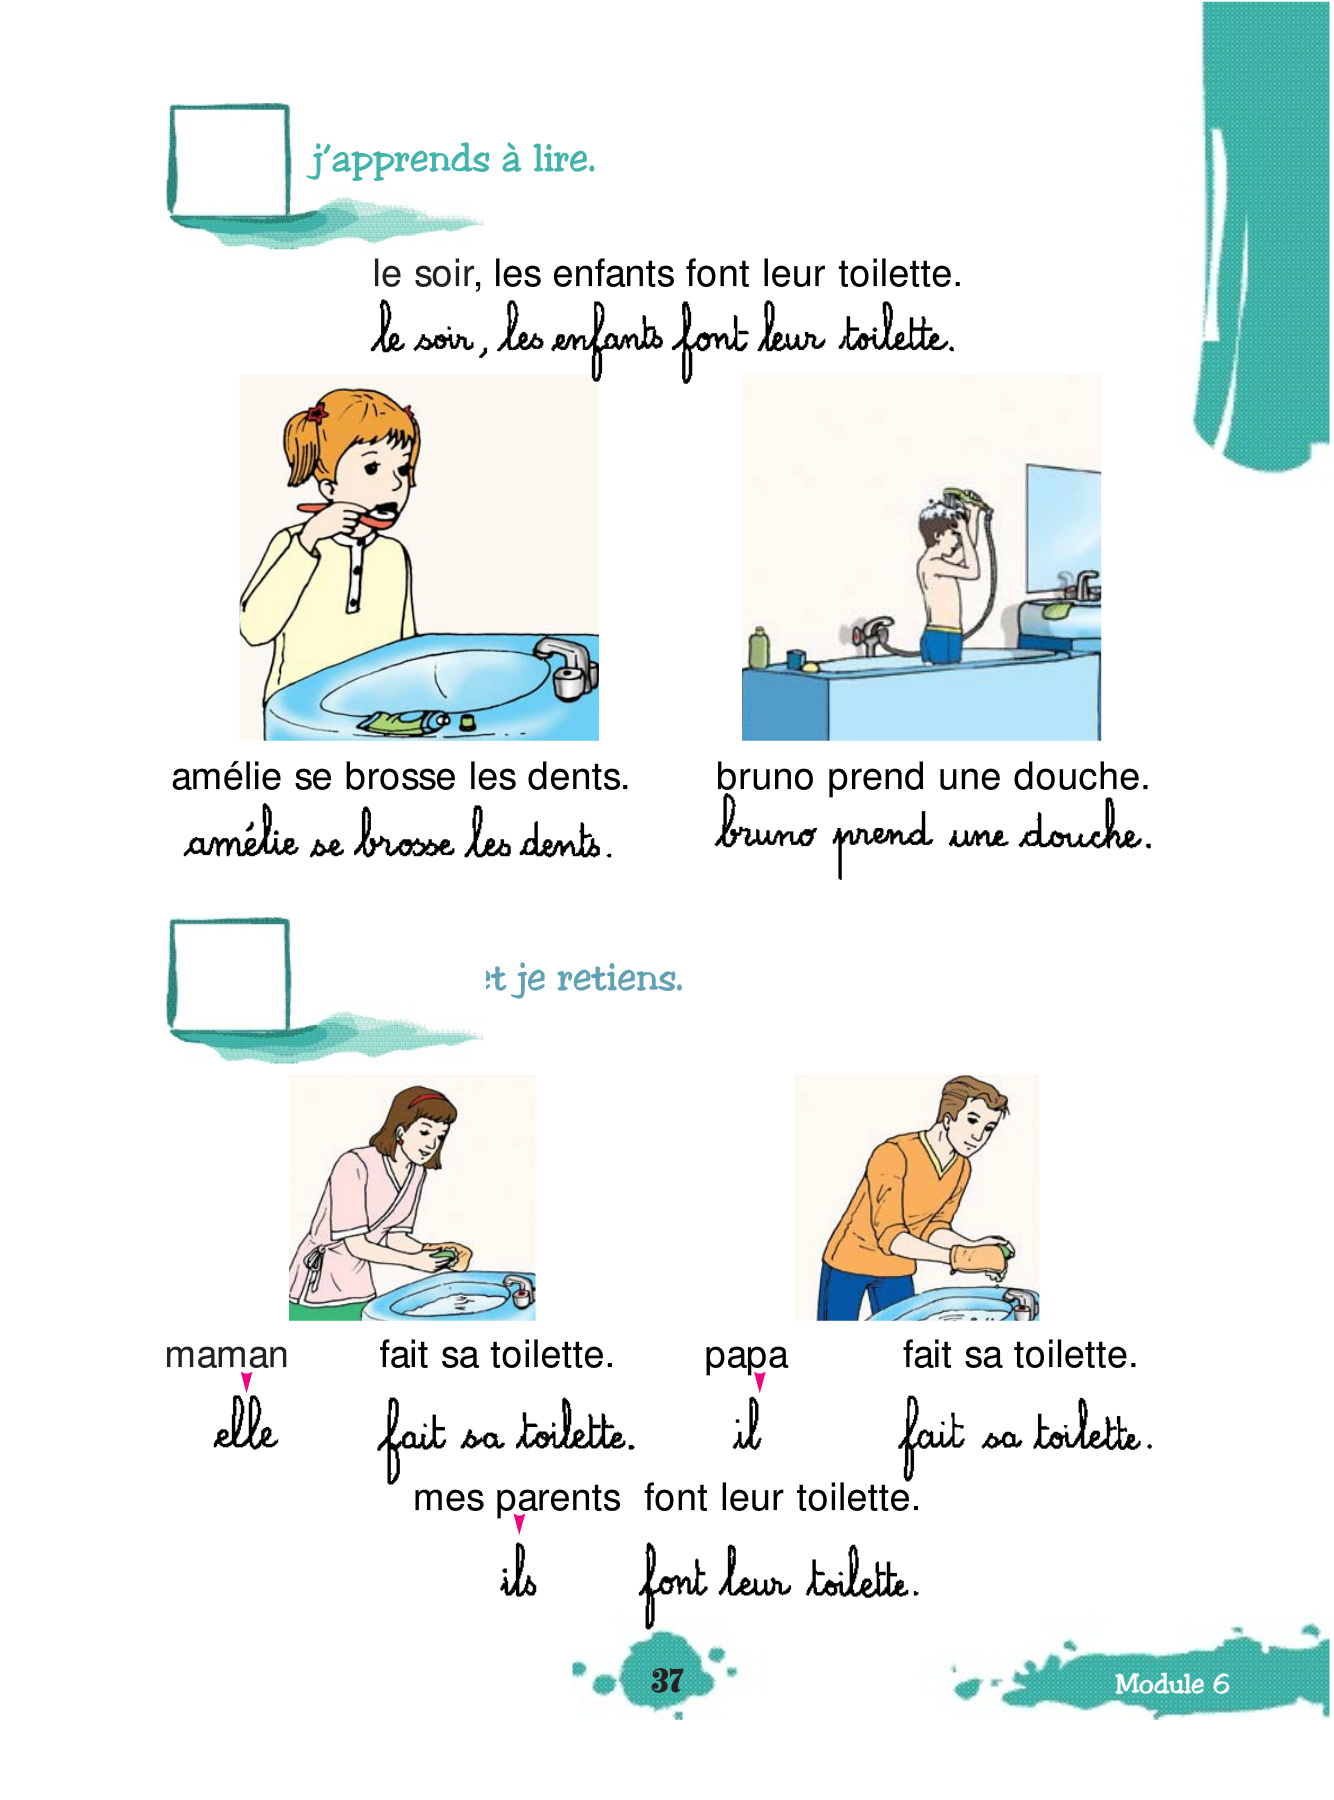 j'apprends à lire.
le soir, les enfants font leur toilette.
le soir, les enfants font leur toilette.
amélie se brosse les dents.
bruno prend une douche.
amélie se brosse les dents.
bruno prend une douche.
et je retiens.
maman fait sa toilette.
papa fait sa toilette.
elle fait sa toilette.
il fait sa toilette.
mes parents font leur toilette.
ils font leur toilette.
37
Module 6